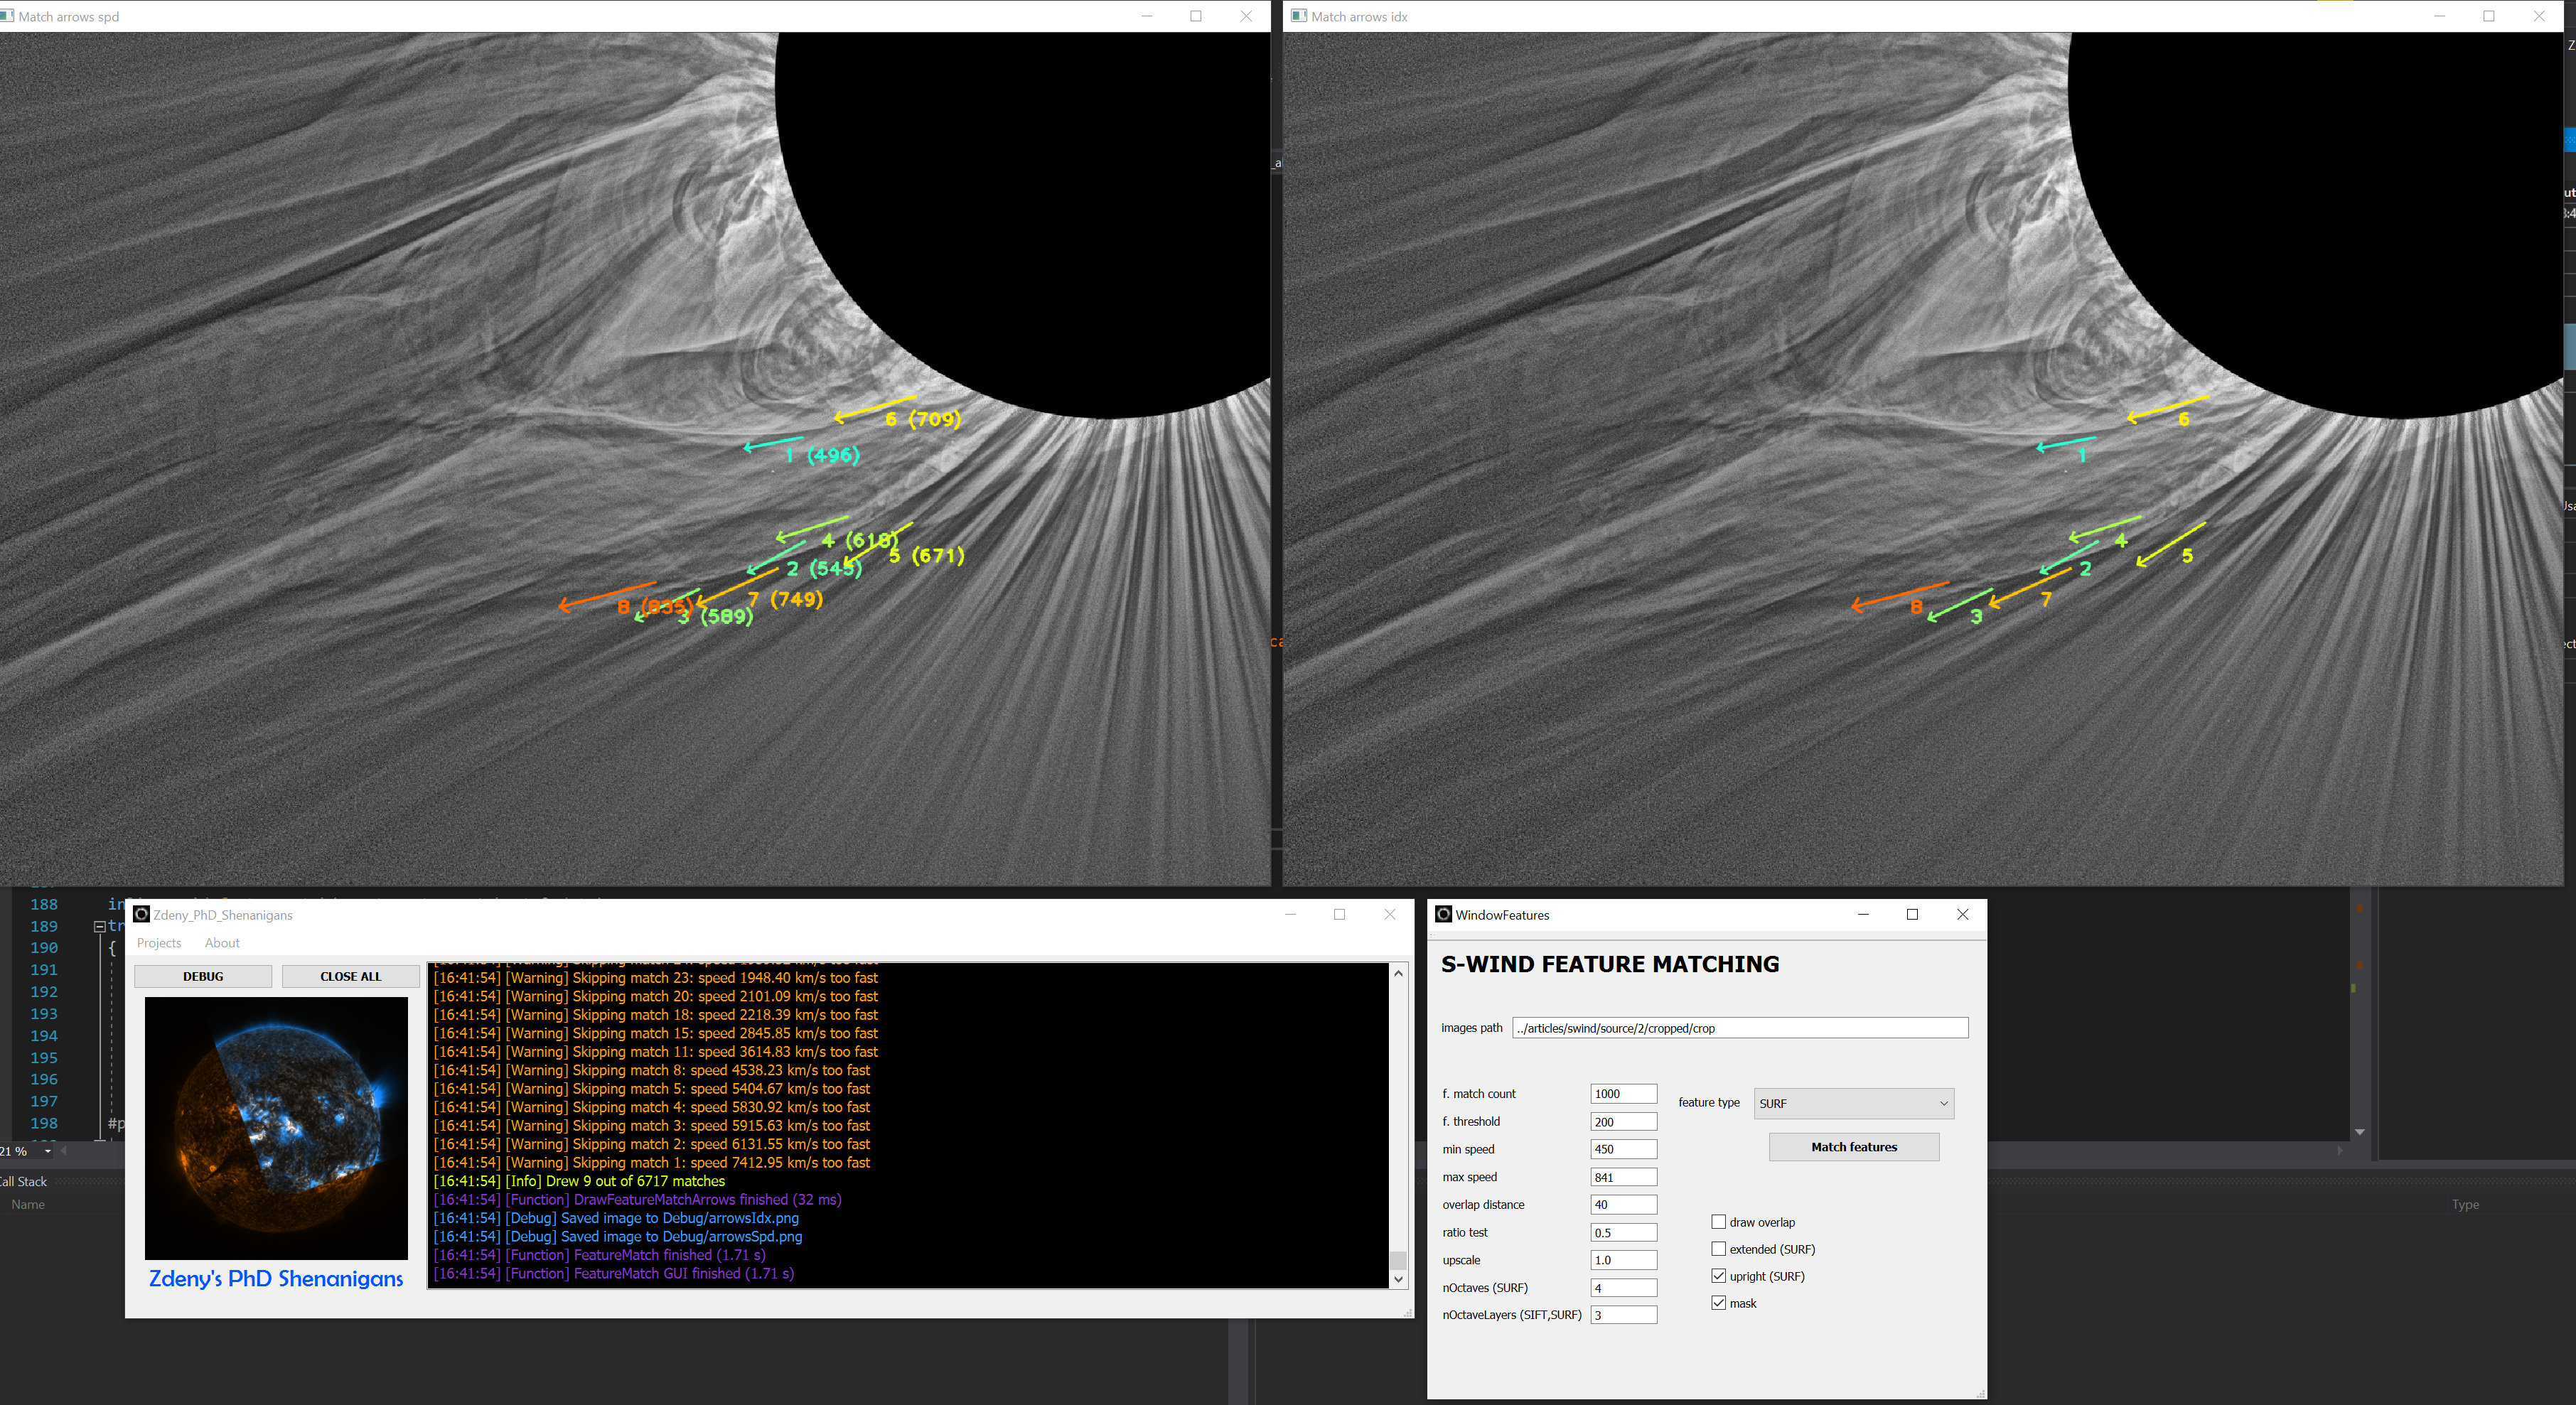 Match arrows spd
Match arrows idx
6 (709)
1 (496)
4 (618)
5 (671)
2 (545)
7 (749)
8 (835)
3 (589)
6
1
4
5
2
7
8
3
188
189
190
191
192
193
194
195
196
197
198
21 %
Call Stack
Name
Type
Zdeny_PhD_Shenanigans
Projects About
DEBUG
CLOSE ALL
Zdeny's PhD Shenanigans
[16:41:54] [Warning] Skipping match 23: speed 1948.40 km/s too fast
[16:41:54] [Warning] Skipping match 20: speed 2101.09 km/s too fast
[16:41:54] [Warning] Skipping match 18: speed 2218.39 km/s too fast
[16:41:54] [Warning] Skipping match 15: speed 2845.85 km/s too fast
[16:41:54] [Warning] Skipping match 11: speed 3614.83 km/s too fast
[16:41:54] [Warning] Skipping match 8: speed 4538.23 km/s too fast
[16:41:54] [Warning] Skipping match 5: speed 5404.67 km/s too fast
[16:41:54] [Warning] Skipping match 4: speed 5830.92 km/s too fast
[16:41:54] [Warning] Skipping match 3: speed 5915.63 km/s too fast
[16:41:54] [Warning] Skipping match 2: speed 6131.55 km/s too fast
[16:41:54] [Warning] Skipping match 1: speed 7412.95 km/s too fast
[16:41:54] [Info] Drew 9 out of 6717 matches
[16:41:54] [Function] DrawFeatureMatchArrows finished (32 ms)
[16:41:54] [Debug] Saved image to Debug/arrowsIdx.png
[16:41:54] [Debug] Saved image to Debug/arrowsSpd.png
[16:41:54] [Function] FeatureMatch finished (1.71 s)
[16:41:54] [Function] FeatureMatch GUI finished (1.71 s)
WindowFeatures
S-WIND FEATURE MATCHING
images path ../articles/swind/source/2/cropped/crop
f. match count 1000
f. threshold 200
min speed 450
max speed 841
overlap distance 40
ratio test 0.5
upscale 1.0
nOctaves (SURF) 4
nOctaveLayers (SIFT,SURF) 3
feature type SURF
Match features
draw overlap
extended (SURF)
upright (SURF)
mask